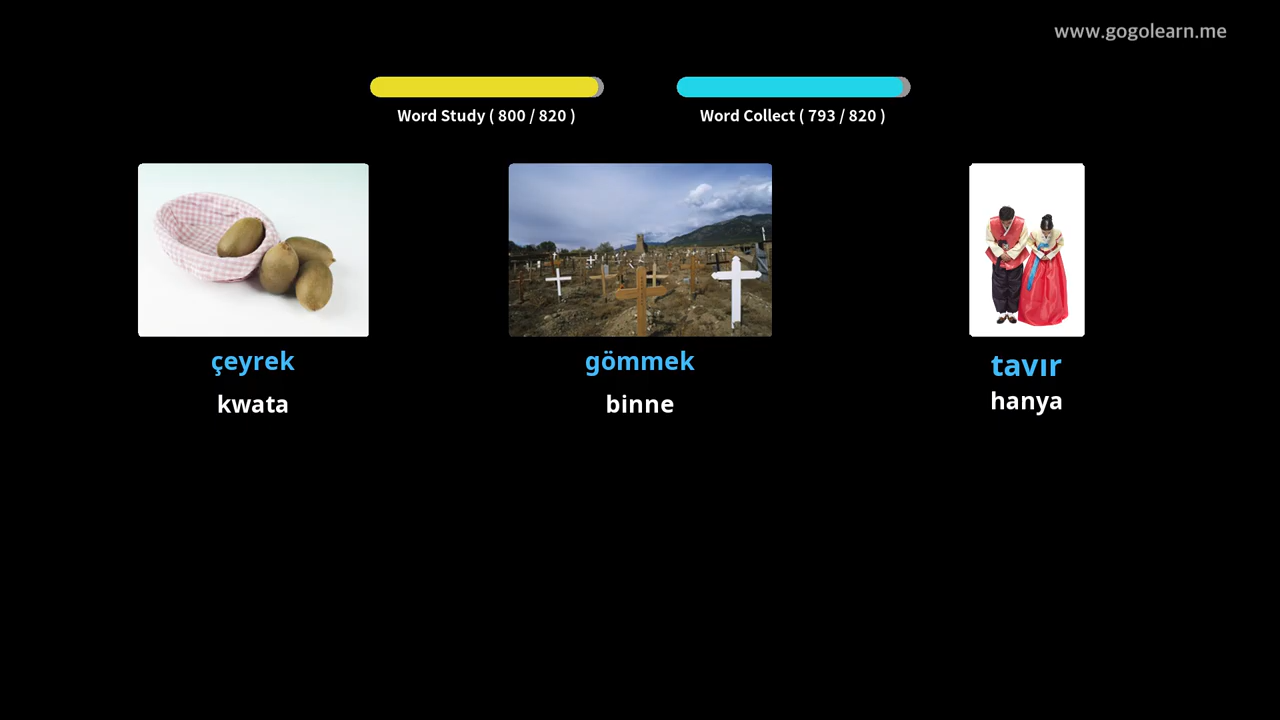 www.gogolearn.me
Word Study ( 800 / 820 )
Word Collect ( 793 / 820 )
çeyrek
gömmek
tavır
kwata
binne
hanya